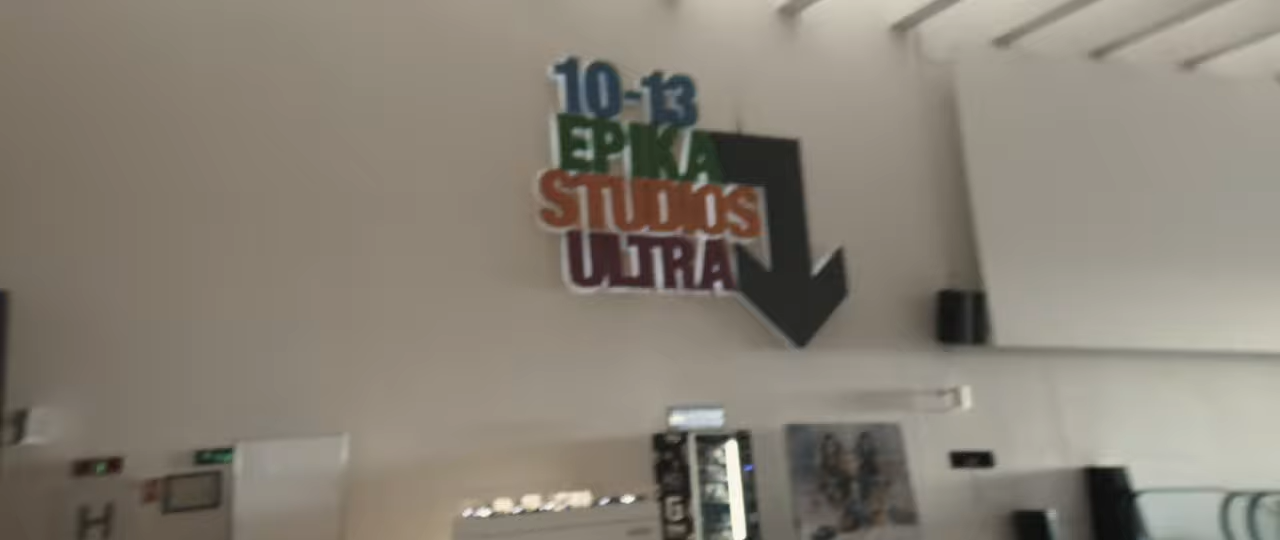 10-13
EPIKA
STUDIOS
ULTRA
H